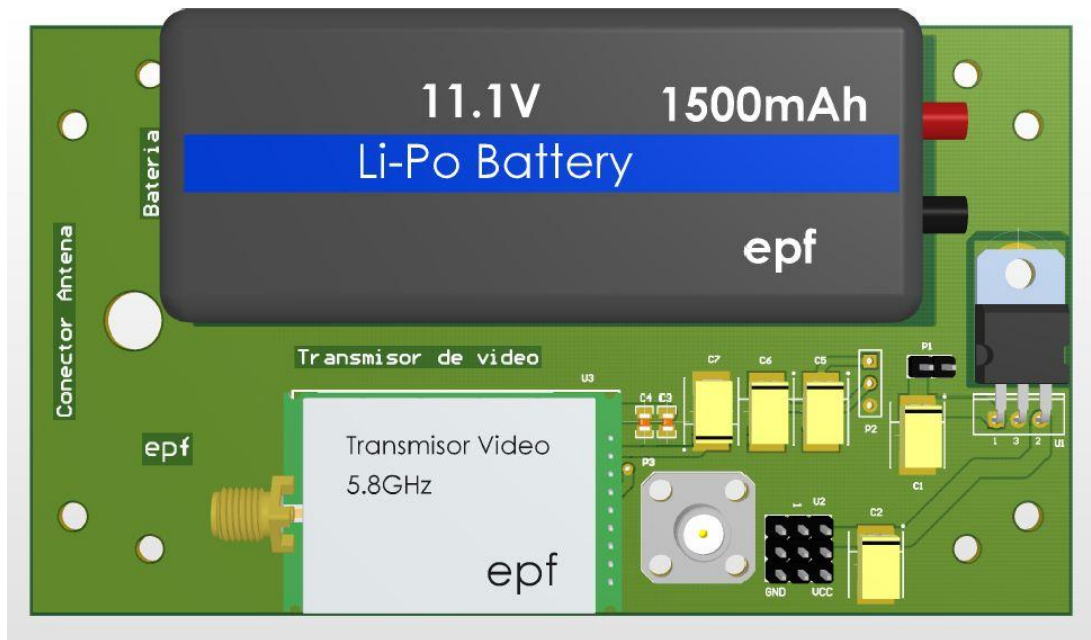 11.1V 1500mAh
Li-Po Battery
epf
Bateria
Conector Antena
Transmisor de video
epf
U3
C4 C3
C7
C6
C5
P2
P1
C1
1 3 2
U1
Transmisor Video
5.8GHz
epf
P3
1 U2
GND VCC
C2